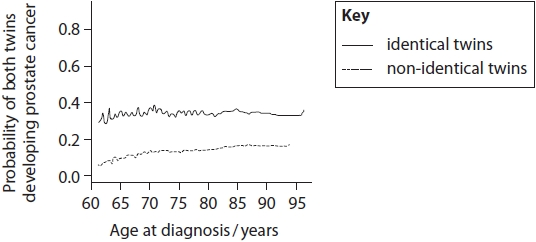 Probability of both twins
developing prostate cancer
0.8
0.6
0.4
0.2
0.0
60 65 70 75 80 85 90 95
Age at diagnosis/years
Key
identical twins
non-identical twins